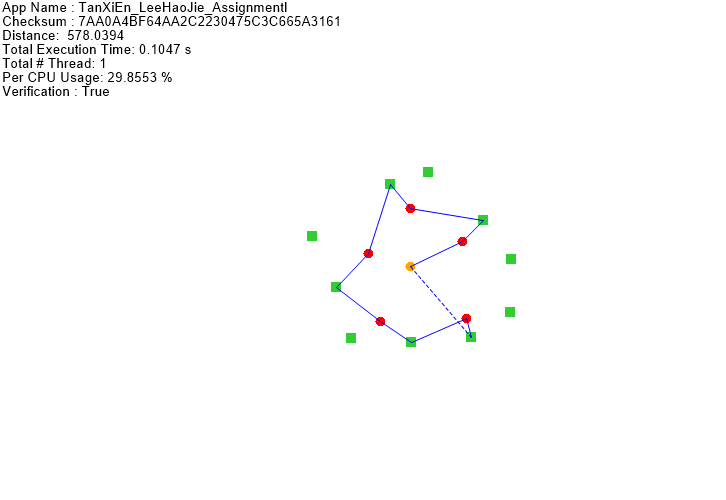 App Name : TanXiEn_LeeHaoJie_AssignmentI
Checksum : 7AA0A4BF64AA2C2230475C3C665A3161
Distance:  578.0394
Total Execution Time: 0.1047 s
Total # Thread: 1
Per CPU Usage: 29.8553 %
Verification : True